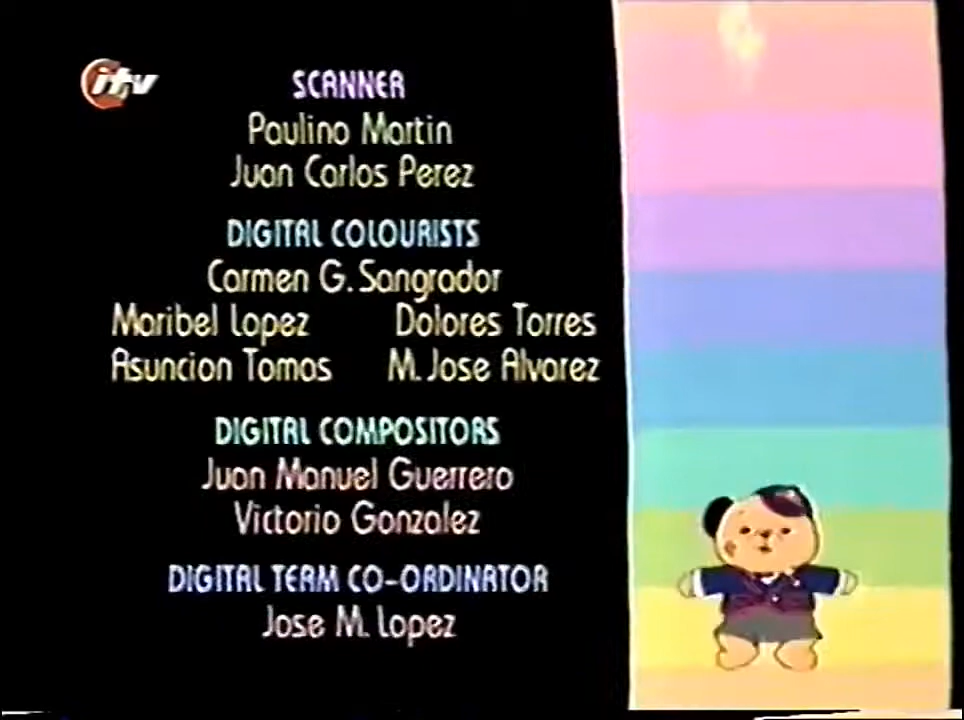 itv
SCANNER
Paulino Martin
Juan Carlos Perez
DIGITAL COLOURISTS
Carmen G. Sangrador
Maribel Lopez Dolores Torres
Asuncion Tomas M. Jose Alvarez
DIGITAL COMPOSITORS
Juan Manuel Guerrero
Victorio Gonzalez
DIGITAL TEAM CO-ORDINATOR
Jose M. Lopez